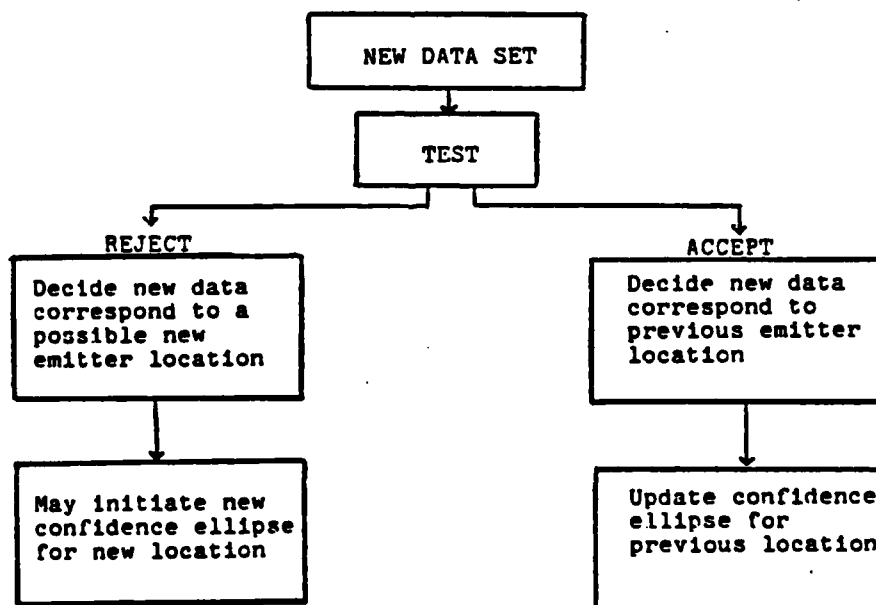 NEW DATA SET
TEST
REJECT
Decide new data
correspond to a
possible new
emitter location
May initiate new
confidence ellipse
for new location
ACCEPT
Decide new data
correspond to
previous emitter
location
Update confidence
ellipse for
previous location